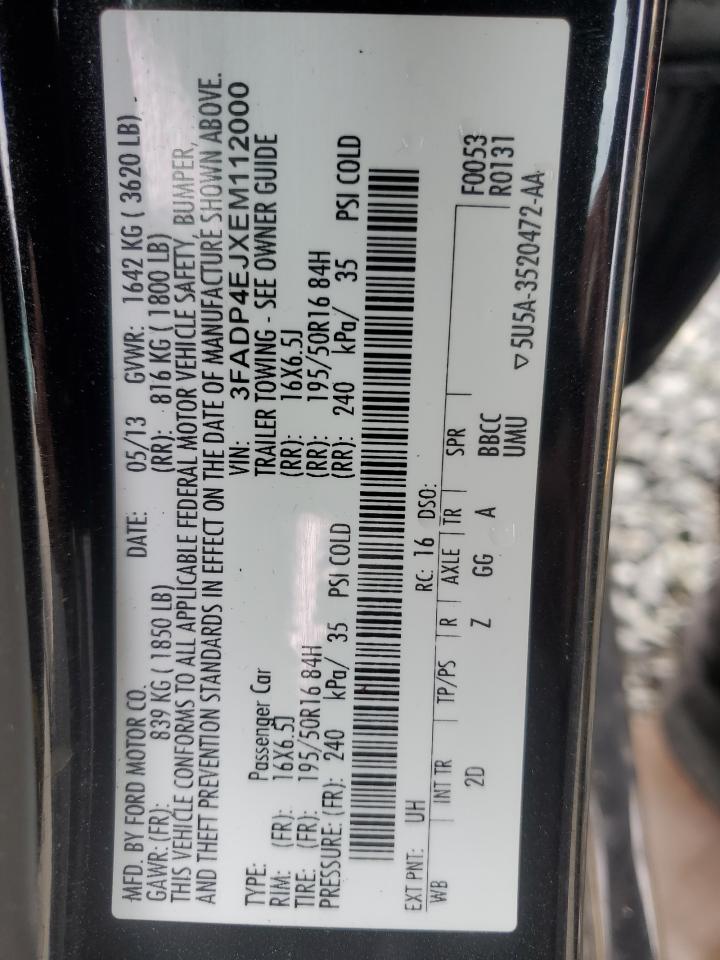 MFD. BY FORD MOTOR CO. DATE: 05/13 GVWR: 1642 KG ( 3620 LB)
GAWR: (FR): 839 KG ( 1850 LB) (RR): 816 KG ( 1800 LB)
THIS VEHICLE CONFORMS TO ALL APPLICABLE FEDERAL MOTOR VEHICLE SAFETY, BUMPER,
AND THEFT PREVENTION STANDARDS IN EFFECT ON THE DATE OF MANUFACTURE SHOWN ABOVE.
VIN: 3FADP4EJXEM112000
TYPE: Passenger Car TRAILER TOWING - SEE OWNER GUIDE
RIM: (FR): 16X6.5J (RR): 16X6.5J
TIRE: (FR): 195/50R16 84H (RR): 195/50R16 84H
PRESSURE: (FR): 240 kPa/ 35 PSI COLD (RR): 240 kPa/ 35 PSI COLD
EXT PNT: UH RC: 16 DSO: F0053
WB INT TR TP/PS R AXLE TR SPR R0131
2D Z GG A BBCC
UMU ▽5U5A-3520472-AA